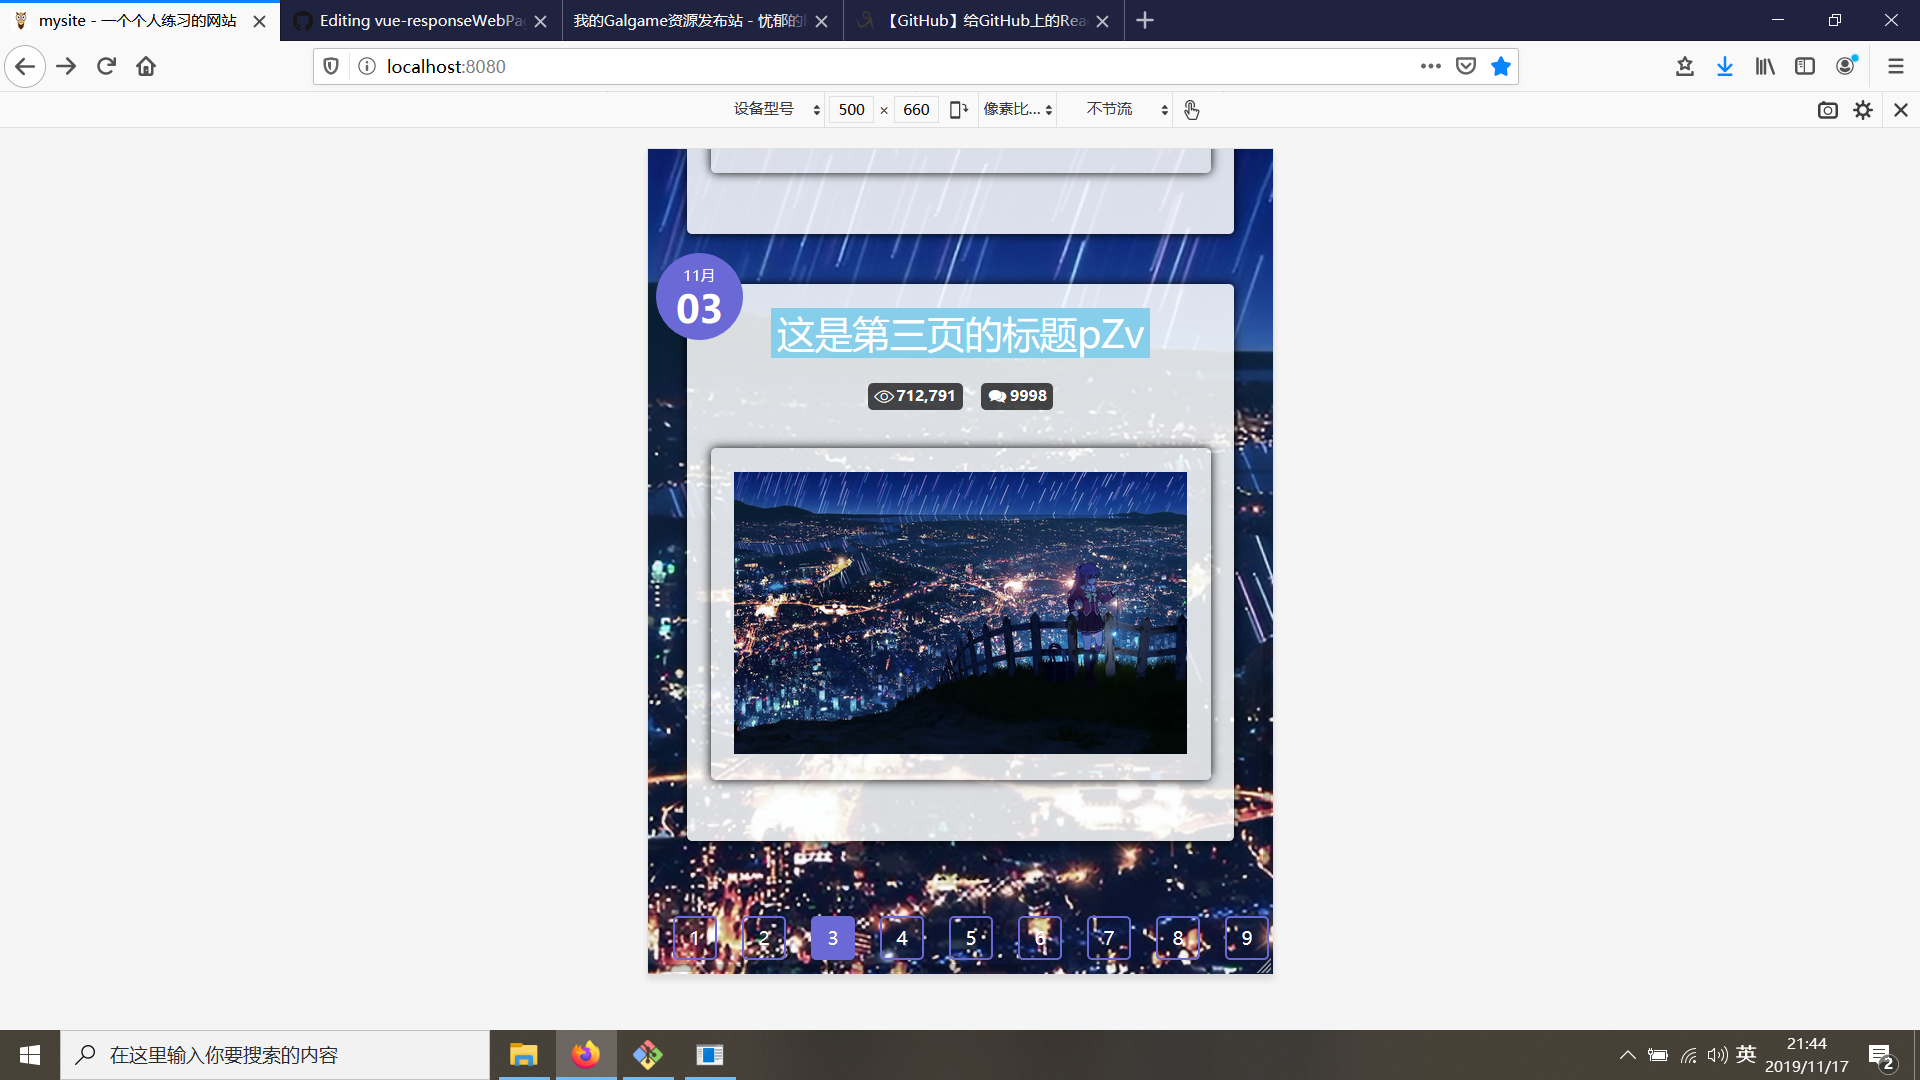 mysite - 一个个人练习的网站
Editing vue-responseWebPa
我的Galgame资源发布站 - 忧郁的
【GitHub】给GitHub上的Rea
localhost:8080
设备型号
500 × 660
像素比...
不节流
11月
03
这是第三页的标题pZv
712,791
9998
1 2 3 4 5 6 7 8 9
在这里输入你要搜索的内容
英
21:44
2019/11/17
2